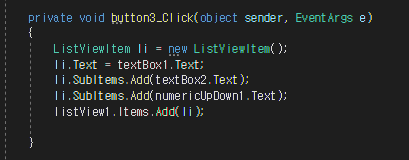 private void button3_Click(object sender, EventArgs e)
{
ListViewItem li = new ListViewItem();
li.Text = textBox1.Text;
li.SubItems.Add(textBox2.Text);
li.SubItems.Add(numericUpDown1.Text);
listView1.Items.Add(li);
}